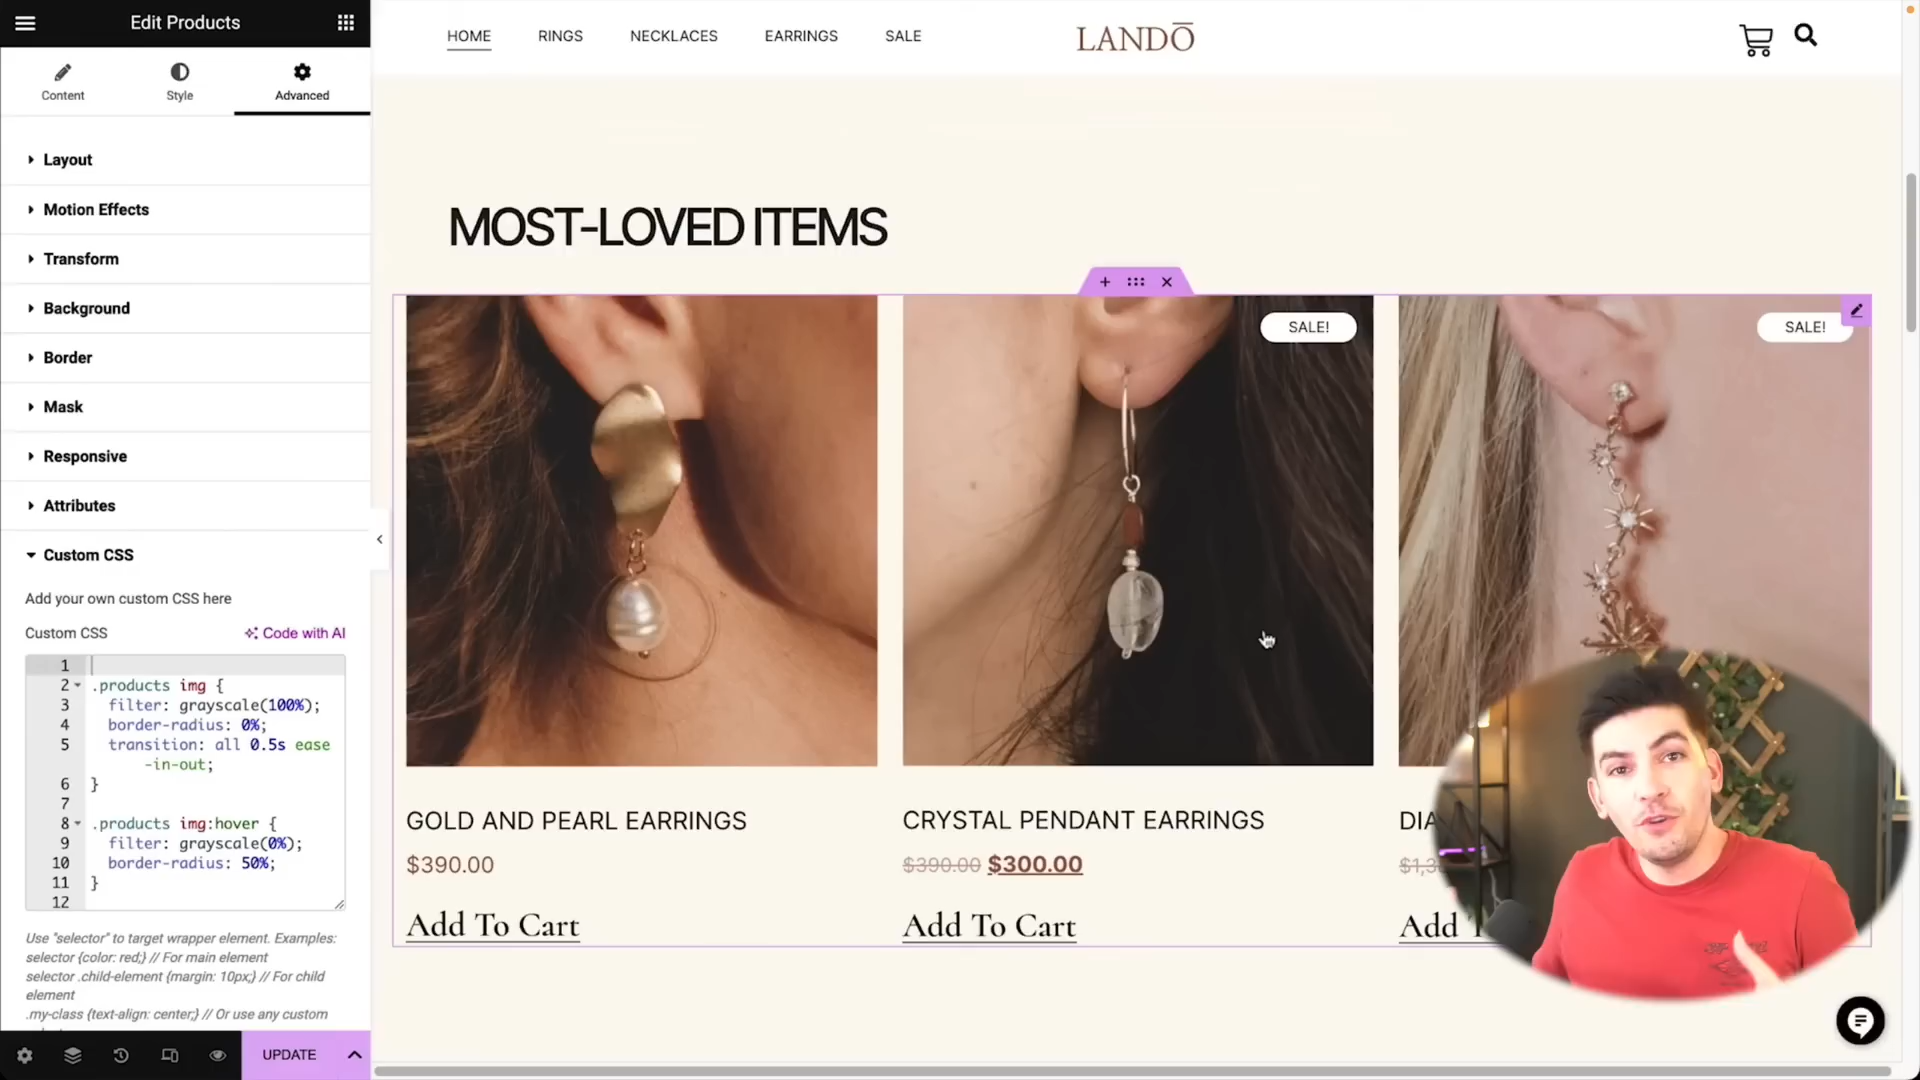 Edit Products
Content
Style
Advanced
Layout
Motion Effects
Transform
Background
Border
Mask
Responsive
Attributes
Custom CSS
Add your own custom CSS here
Custom CSS
Code with AI
1
2 .products img {
3 filter: grayscale(100%);
4 border-radius: 0%;
5 transition: all 0.5s ease
-in-out;
6 }
7
8 .products img:hover {
9 filter: grayscale(0%);
10 border-radius: 50%;
11 }
12
Use "selector" to target wrapper element. Examples:
selector {color: red;} // For main element
selector .child-element {margin: 10px;} // For child
element
.my-class {text-align: center;} // Or use any custom
UPDATE
HOME RINGS NECKLACES EARRINGS SALE
LANDŌ
MOST-LOVED ITEMS
SALE!
SALE!
GOLD AND PEARL EARRINGS
$390.00
Add To Cart
CRYSTAL PENDANT EARRINGS
$390.00 $300.00
Add To Cart
DIA
$1,3
Add T